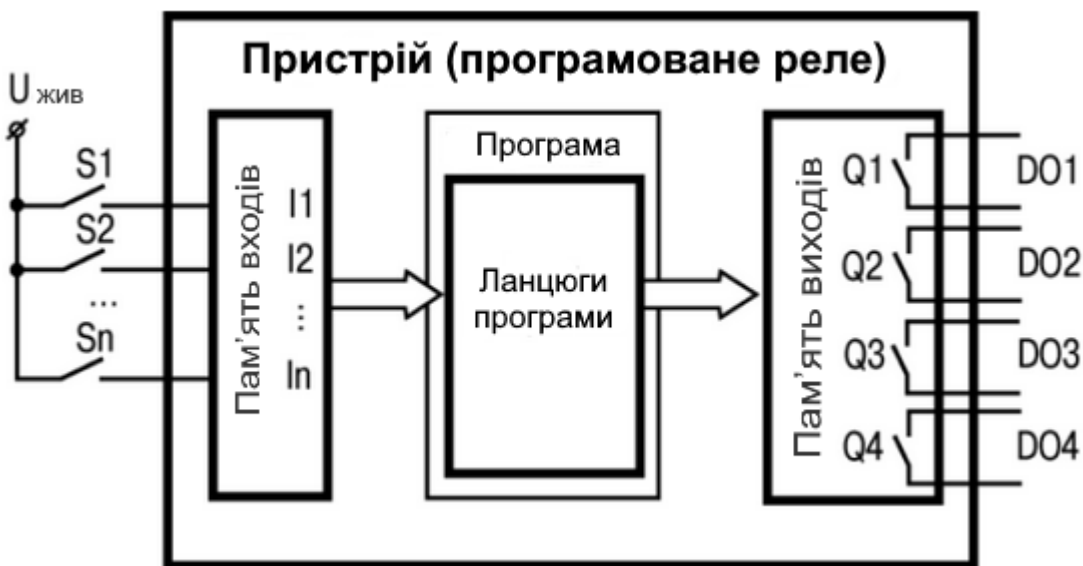 Пристрій (програмоване реле)
U жив
S1
S2
...
Sn
Пам'ять входів
I1
I2
...
In
Програма
Ланцюги
програми
Пам'ять виходів
Q1
Q2
Q3
Q4
DO1
DO2
DO3
DO4